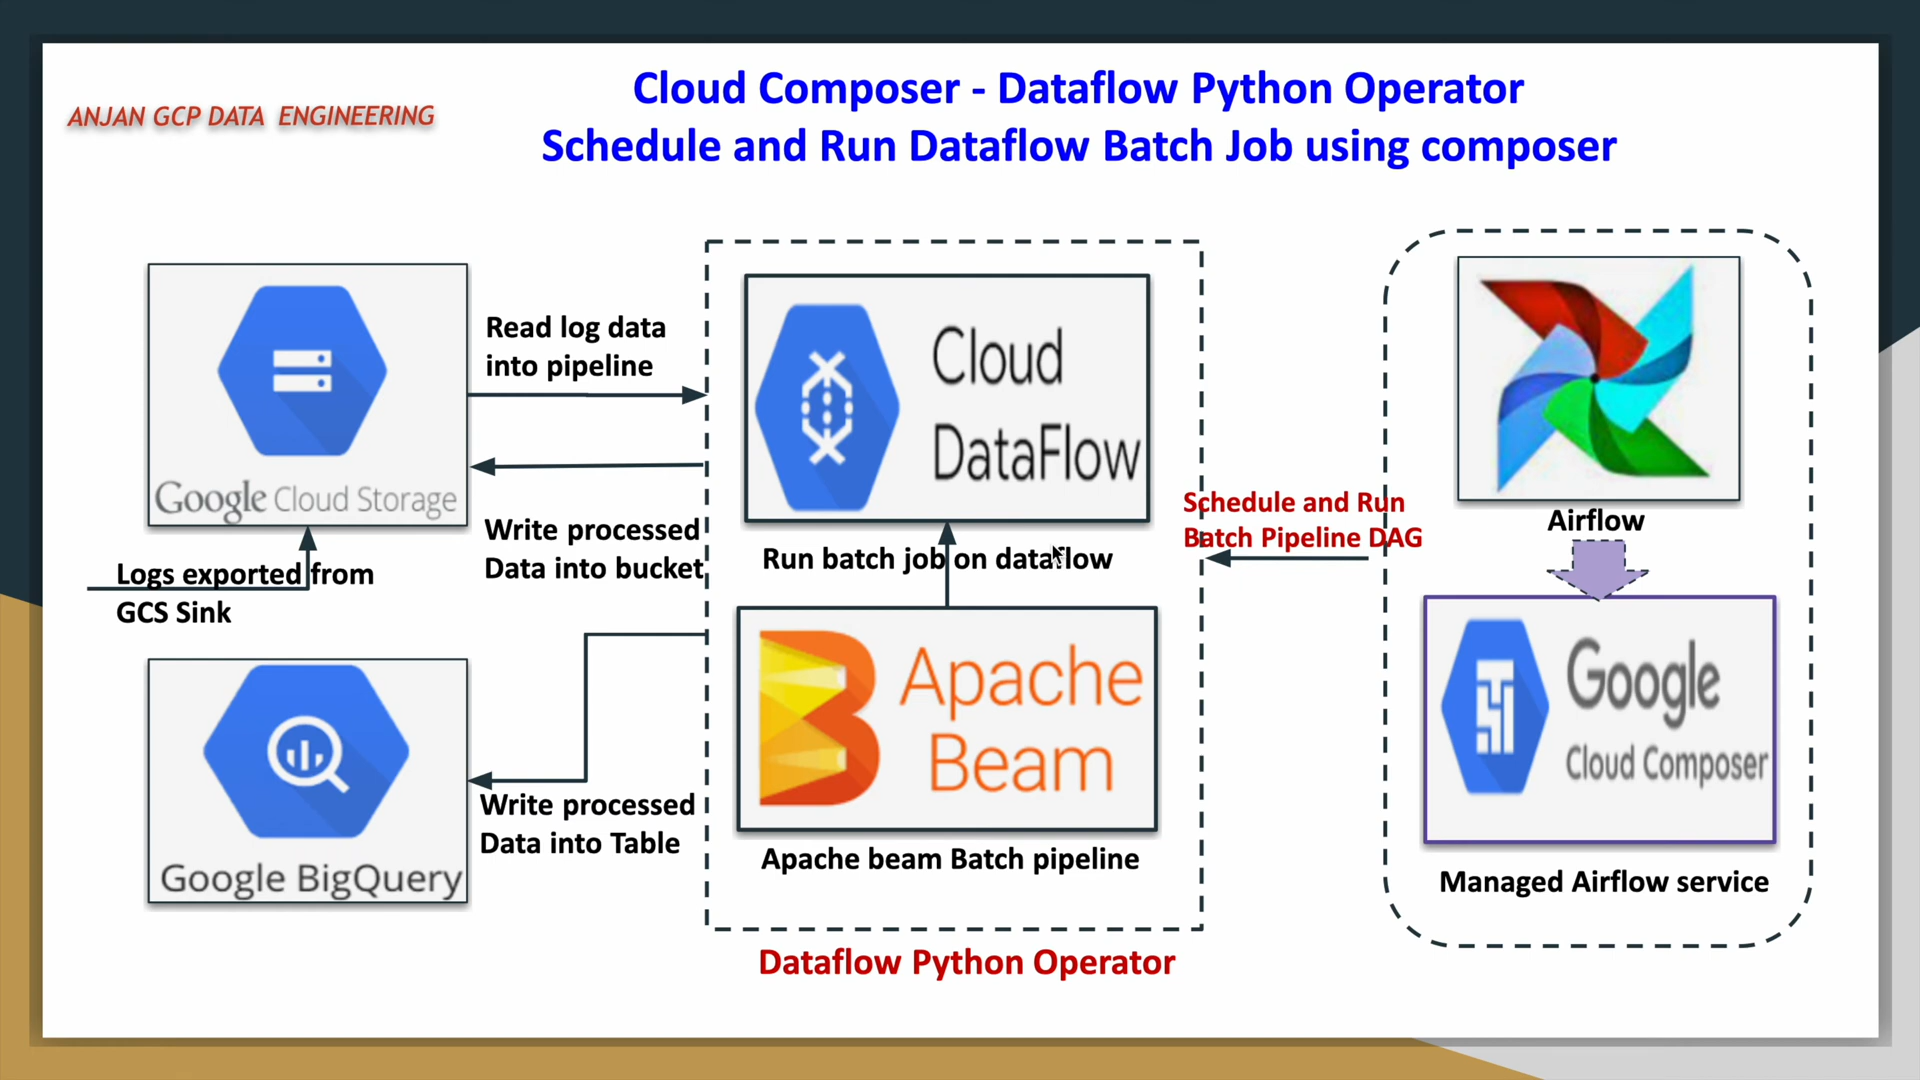 ANJAN GCP DATA ENGINEERING
Cloud Composer - Dataflow Python Operator
Schedule and Run Dataflow Batch Job using composer
Google Cloud Storage
Read log data
into pipeline
Write processed
Data into bucket
Logs exported from
GCS Sink
Google BigQuery
Write processed
Data into Table
Cloud
DataFlow
Run batch job on dataflow
Apache
Beam
Apache beam Batch pipeline
Dataflow Python Operator
Schedule and Run
Batch Pipeline DAG
Airflow
Google
Cloud Composer
Managed Airflow service